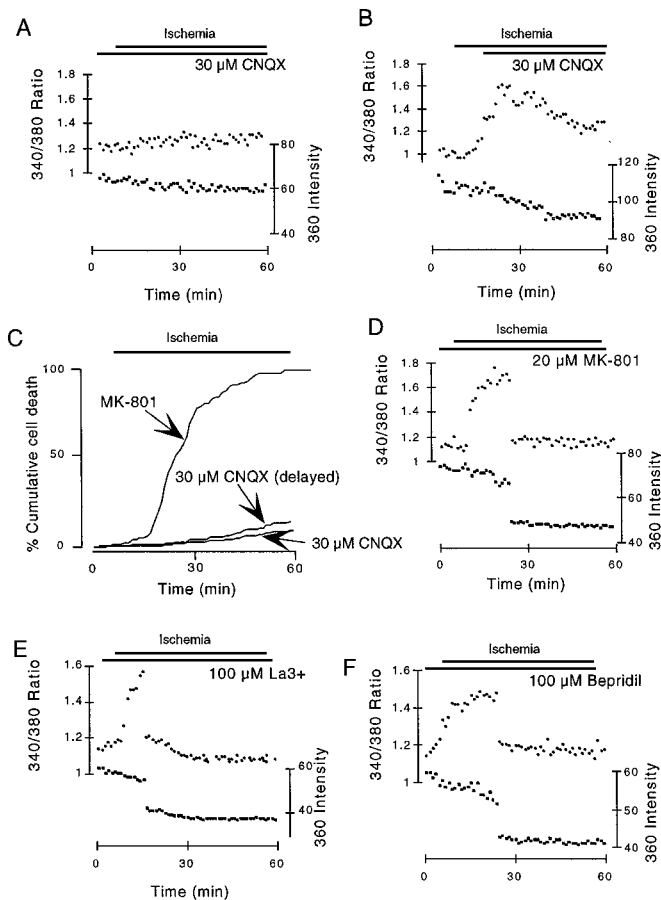 A
Ischemia
30 µM CNQX
1.8
1.6
1.4
1.2
1
340/380 Ratio
80
60
40
360 Intensity
0
30
60
Time (min)
B
Ischemia
30 µM CNQX
1.8
1.6
1.4
1.2
1
340/380 Ratio
120
100
80
360 Intensity
0
30
60
Time (min)
C
Ischemia
100
50
0
% Cumulative cell death
MK-801
30 µM CNQX (delayed)
30 µM CNQX
0
30
60
Time (min)
D
Ischemia
20 µM MK-801
1.8
1.6
1.4
1.2
1
340/380 Ratio
80
60
40
360 Intensity
0
30
60
Time (min)
E
Ischemia
100 µM La3+
1.6
1.4
1.2
1
340/380 Ratio
60
40
360 Intensity
0
30
60
Time (min)
F
Ischemia
100 µM Bepridil
1.6
1.4
1.2
1
340/380 Ratio
60
50
40
360 Intensity
0
30
60
Time (min)